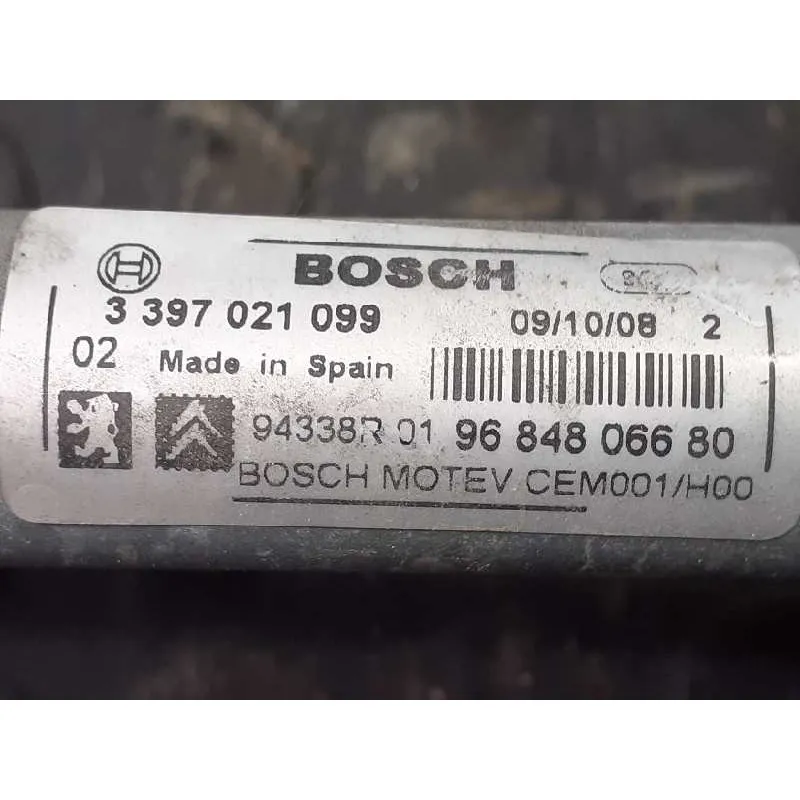 BOSCH
3 397 021 099
09/10/08 2
02 Made in Spain
94338R 01 96 848 066 80
BOSCH MOTEV CEM001/H00